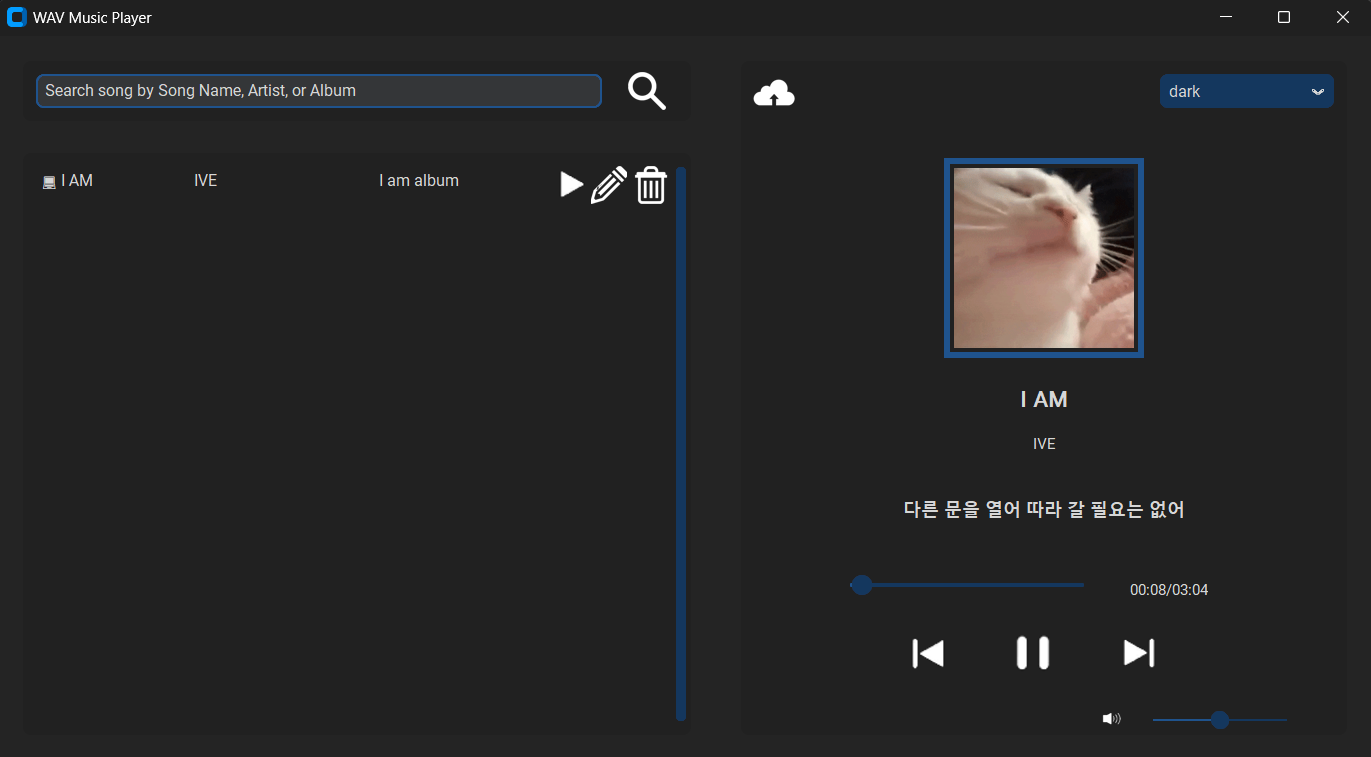 WAV Music Player
Search song by Song Name, Artist, or Album
I AM IVE I am album
dark
I AM
IVE
다른 문을 열어 따라 갈 필요는 없어
00:08/03:04